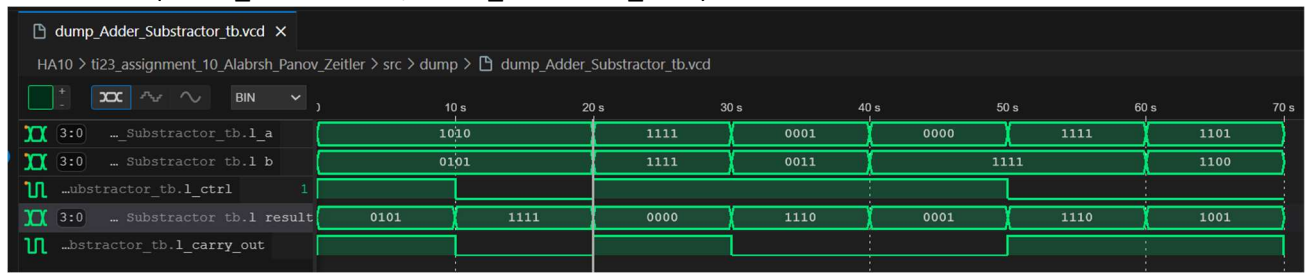 dump_Adder_Substractor_tb.vcd ×
HA10 > ti23_assignment_10_Alabrsh_Panov_Zeitler > src > dump > dump_Adder_Substractor_tb.vcd
+ - BIN 10 s 20 s 30 s 40 s 50 s 60 s 70 s
3:0 …_Substractor_tb.l_a 1010 1111 0001 0000 1111 1101
3:0 … Substractor tb.l b 0101 1111 0011 1111 1100
…ubstractor_tb.l_ctrl 1
3:0 … Substractor tb.l result 0101 1111 0000 1110 0001 1110 1001
…bstractor_tb.l_carry_out